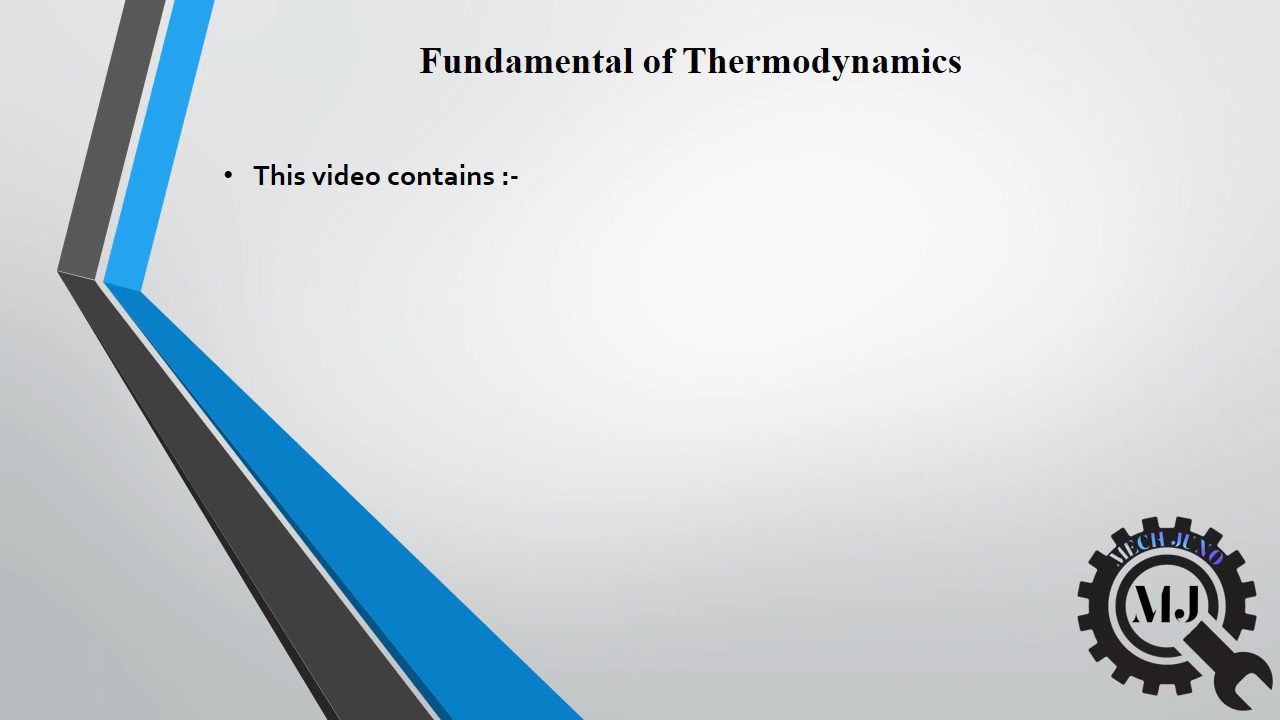 Fundamental of Thermodynamics
• This video contains :-
MECH JUNO
MJ